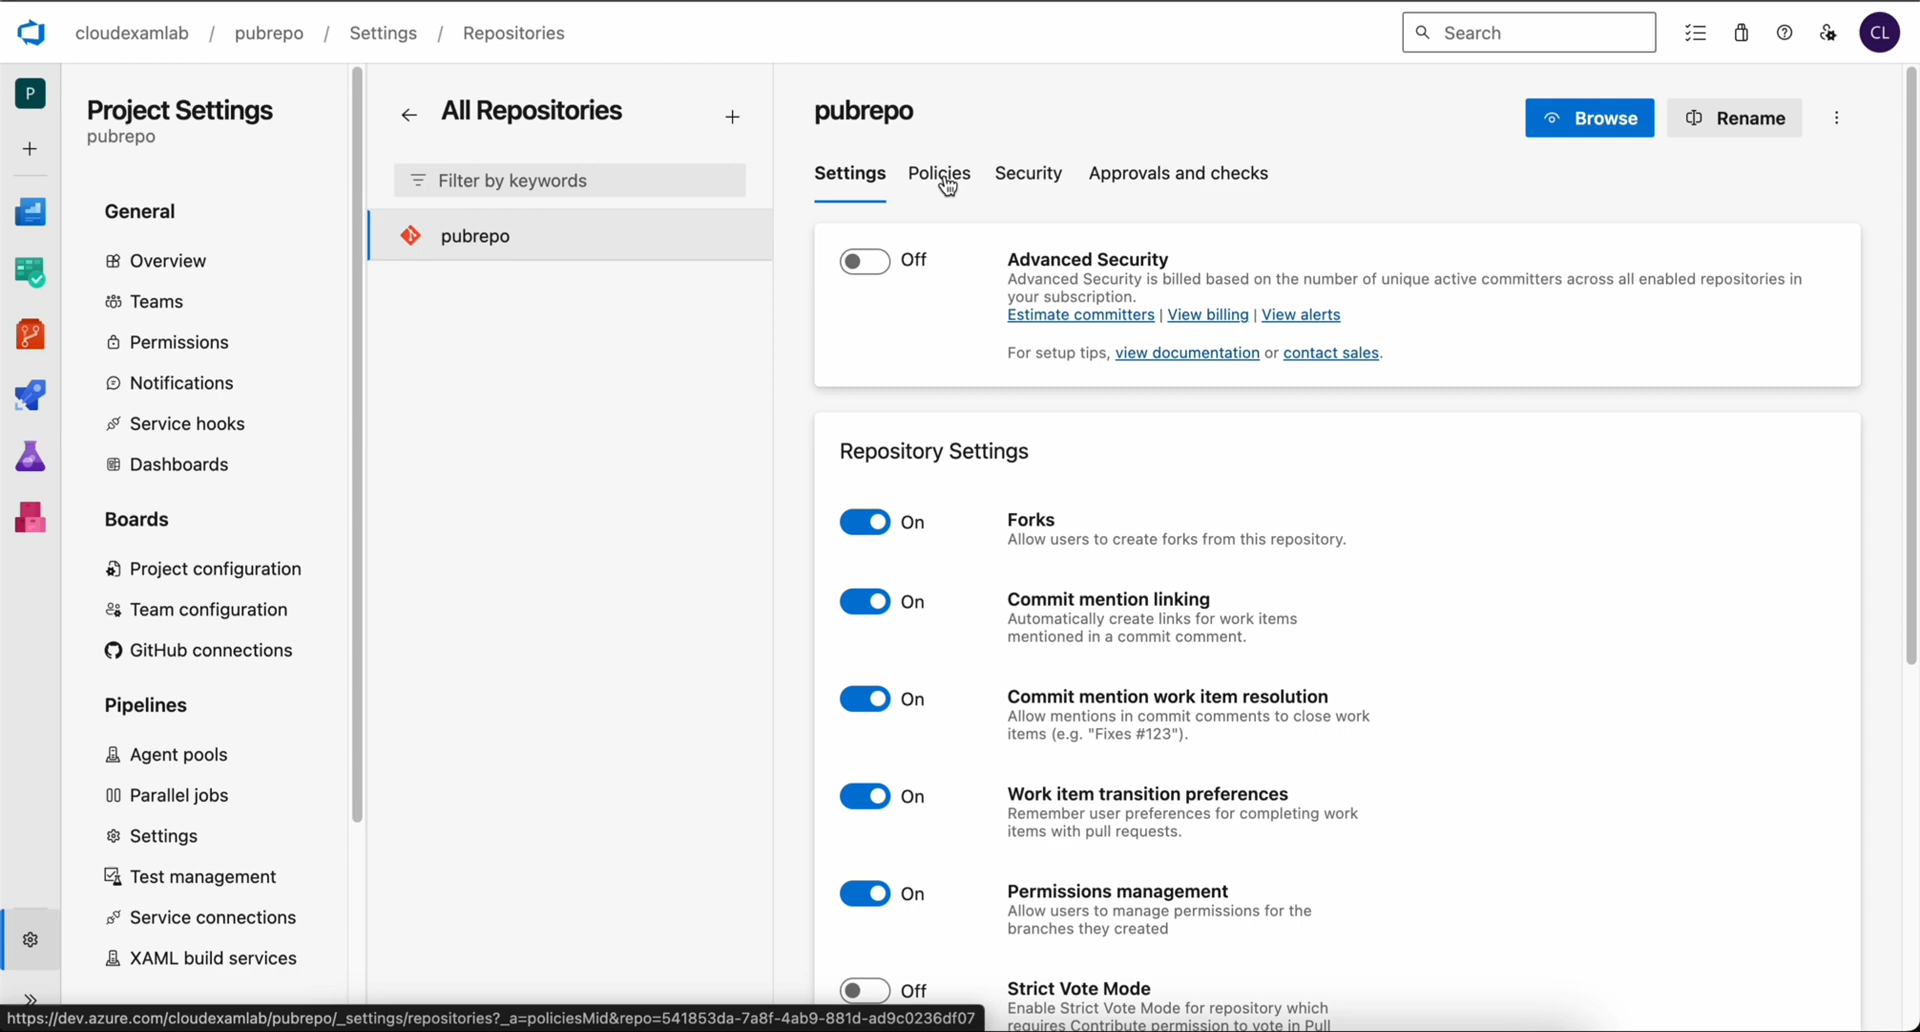 cloudexamlab / pubrepo / Settings / Repositories
Search
CL
P
Project Settings
pubrepo
General
Overview
Teams
Permissions
Notifications
Service hooks
Dashboards
Boards
Project configuration
Team configuration
GitHub connections
Pipelines
Agent pools
Parallel jobs
Settings
Test management
Service connections
XAML build services
All Repositories
Filter by keywords
pubrepo
pubrepo
Browse
Rename
Settings Policies Security Approvals and checks
Off
Advanced Security
Advanced Security is billed based on the number of unique active committers across all enabled repositories in
your subscription.
Estimate committers | View billing | View alerts
For setup tips, view documentation or contact sales.
Repository Settings
On
Forks
Allow users to create forks from this repository.
On
Commit mention linking
Automatically create links for work items
mentioned in a commit comment.
On
Commit mention work item resolution
Allow mentions in commit comments to close work
items (e.g. "Fixes #123").
On
Work item transition preferences
Remember user preferences for completing work
items with pull requests.
On
Permissions management
Allow users to manage permissions for the
branches they created
Off
Strict Vote Mode
Enable Strict Vote Mode for repository which
requires Contribute permission to vote in Pull
https://dev.azure.com/cloudexamlab/pubrepo/_settings/repositories?_a=policiesMid&repo=541853da-7a8f-4ab9-881d-ad9c0236df07